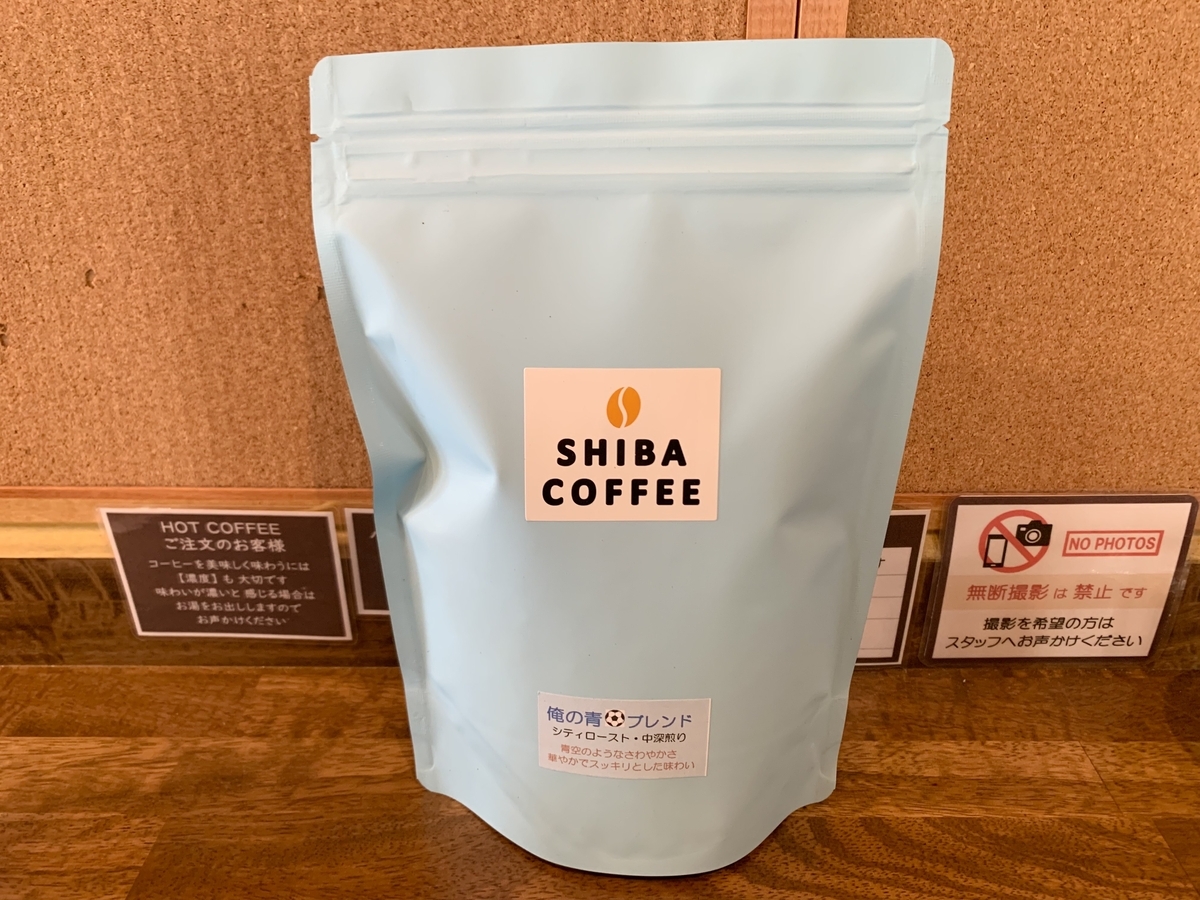 SHIBA
COFFEE
俺の青⚽ブレンド
シティロースト・中深煎り
青空のようなさわやかさ
華やかでスッキリとした味わい
HOT COFFEE
ご注文のお客様
コーヒーを美味しく味わうには
【濃度】も 大切です
味わいが濃いと 感じる場合は
お湯をお出ししますので
お声かけください
NO PHOTOS
無断撮影 は 禁止 です
撮影を希望の方は
スタッフへお声かけください